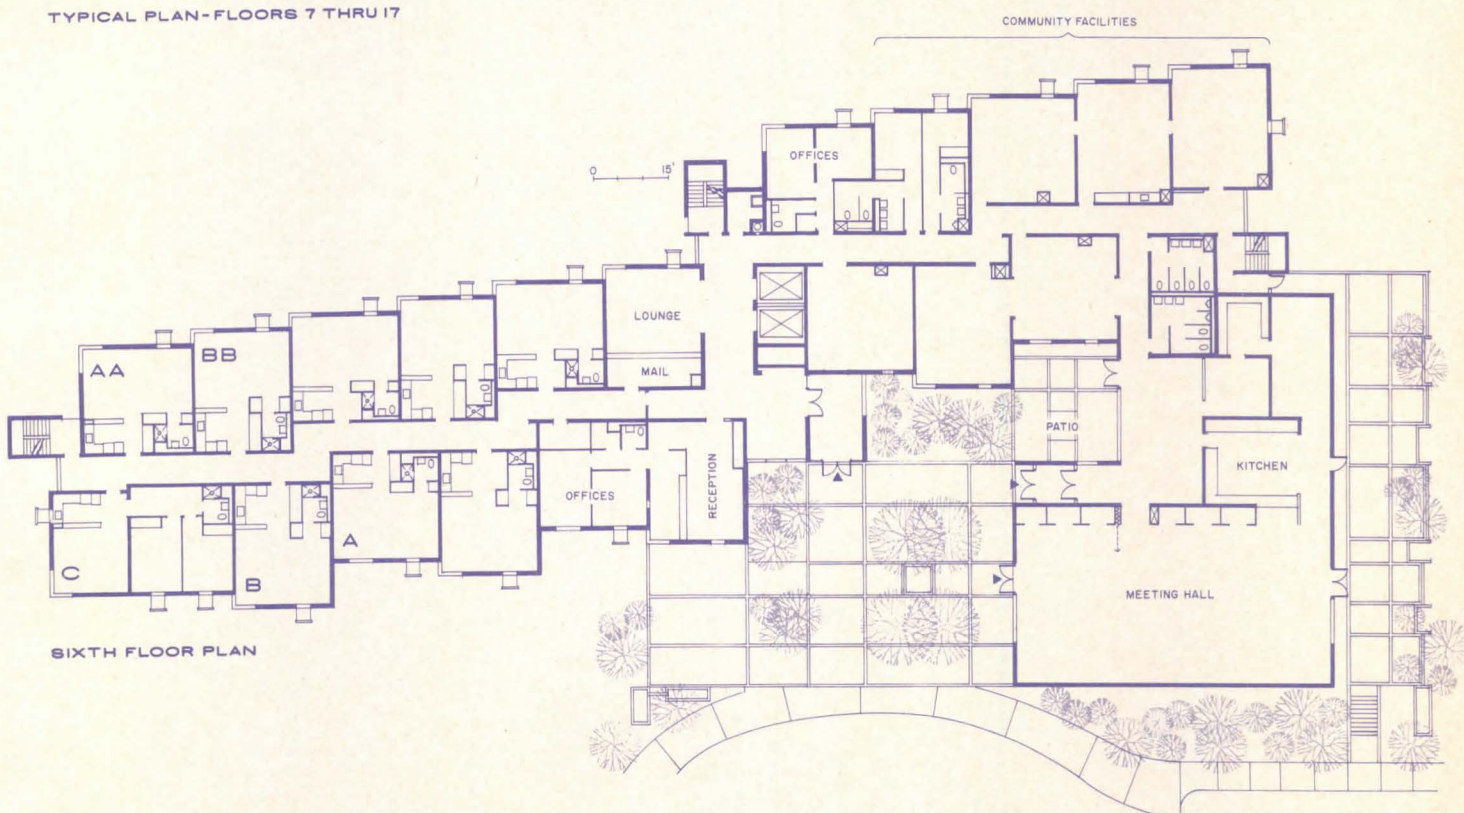 TYPICAL PLAN-FLOORS 7 THRU 17
COMMUNITY FACILITIES
OFFICES
0 15'
LOUNGE
MAIL
AA
BB
PATIO
KITCHEN
OFFICES
RECEPTION
A
C
B
MEETING HALL
SIXTH FLOOR PLAN